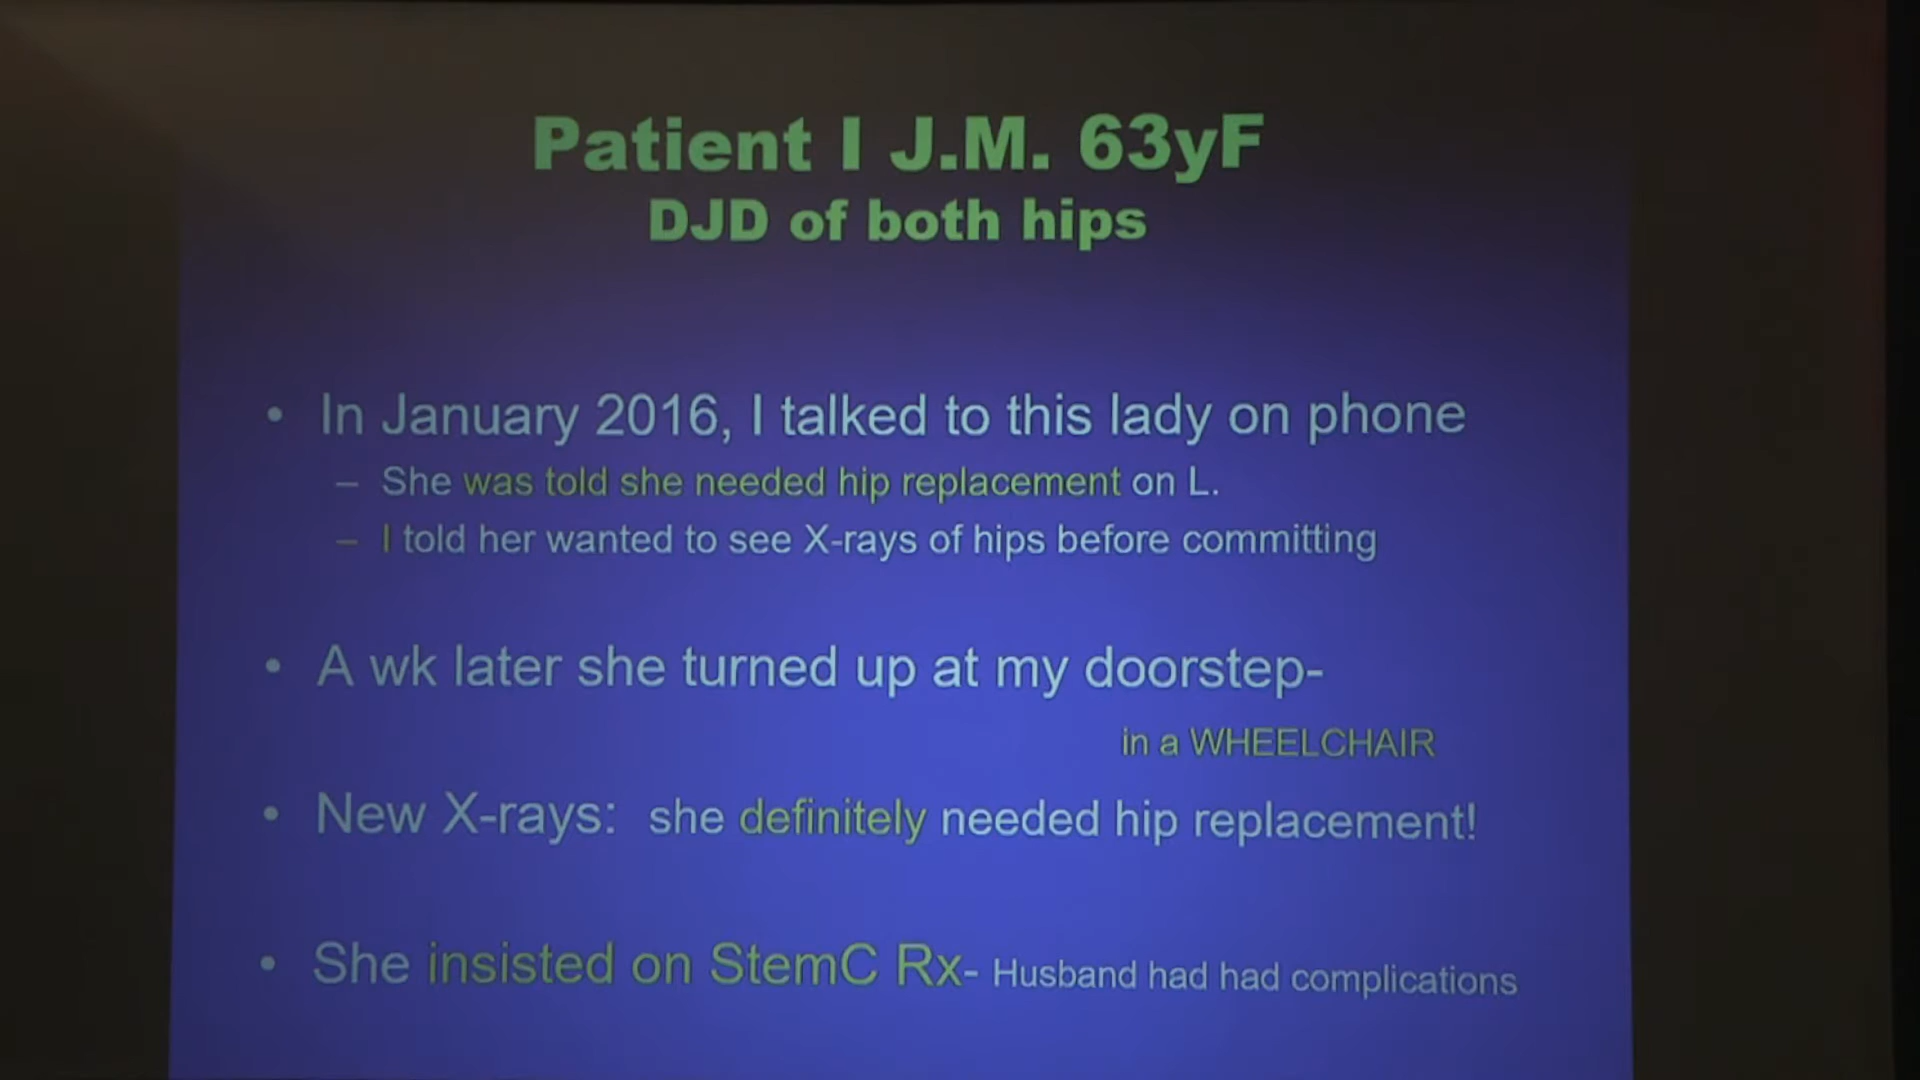 Patient I J.M. 63yF
DJD of both hips
• In January 2016, I talked to this lady on phone
– She was told she needed hip replacement on L.
– I told her wanted to see X-rays of hips before committing
• A wk later she turned up at my doorstep-
in a WHEELCHAIR
• New X-rays: she definitely needed hip replacement!
• She insisted on StemC Rx- Husband had had complications